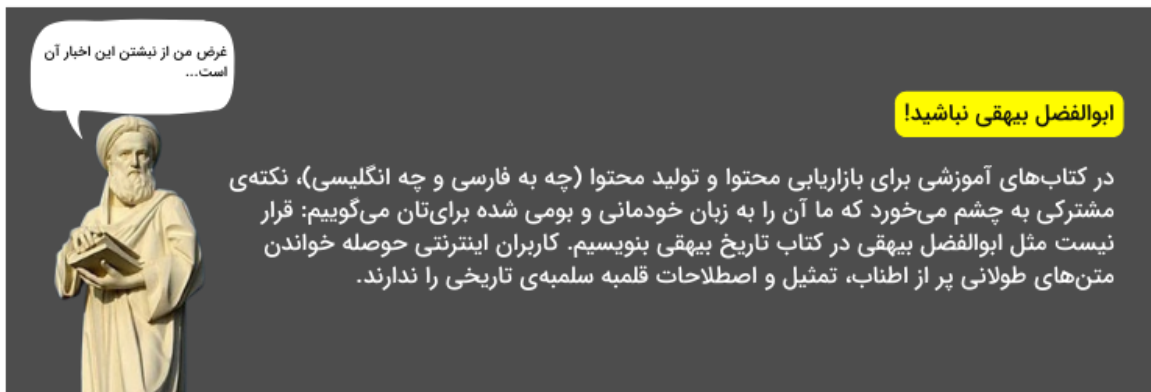 غرض من از نبشتن این اخبار آن
است...
ابوالفضل بیهقی نباشید!
در کتاب‌های آموزشی برای بازاریابی محتوا و تولید محتوا (چه به فارسی و چه انگلیسی)، نکته‌ی
مشترکی به چشم می‌خورد که ما آن را به زبان خودمانی و بومی شده برای‌تان می‌گوییم: قرار
نیست مثل ابوالفضل بیهقی در کتاب تاریخ بیهقی بنویسیم. کاربران اینترنتی حوصله خواندن
متن‌های طولانی پر از اطناب، تمثیل و اصطلاحات قلمبه سلمبه‌ی تاریخی را ندارند.